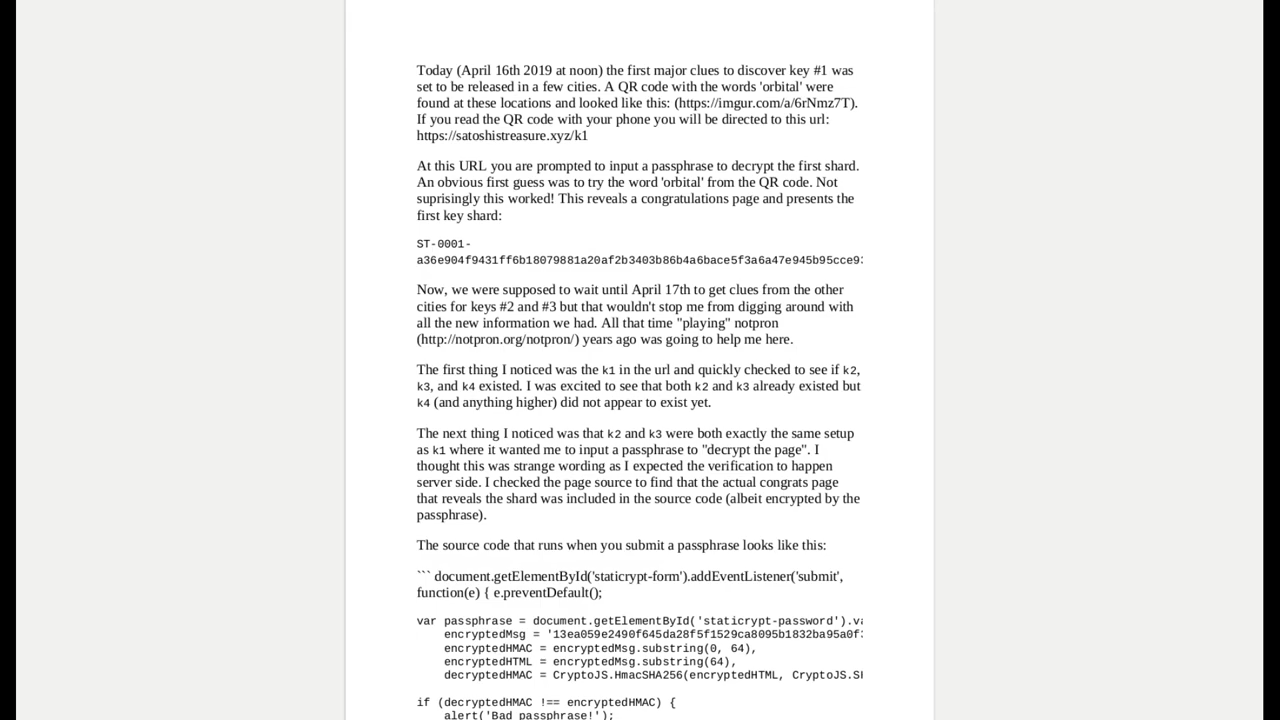 Today (April 16th 2019 at noon) the first major clues to discover key #1 was
set to be released in a few cities. A QR code with the words 'orbital' were
found at these locations and looked like this: (https://imgur.com/a/6rNmz7T).
If you read the QR code with your phone you will be directed to this url:
https://satoshistreasure.xyz/k1
At this URL you are prompted to input a passphrase to decrypt the first shard.
An obvious first guess was to try the word 'orbital' from the QR code. Not
suprisingly this worked! This reveals a congratulations page and presents the
first key shard:
ST-0001-
a36e904f9431ff6b18079881a20af2b3403b86b4a6bace5f3a6a47e945b95cce93
Now, we were supposed to wait until April 17th to get clues from the other
cities for keys #2 and #3 but that wouldn't stop me from digging around with
all the new information we had. All that time "playing" notpron
(http://notpron.org/notpron/) years ago was going to help me here.
The first thing I noticed was the k1 in the url and quickly checked to see if k2,
k3, and k4 existed. I was excited to see that both k2 and k3 already existed but
k4 (and anything higher) did not appear to exist yet.
The next thing I noticed was that k2 and k3 were both exactly the same setup
as k1 where it wanted me to input a passphrase to "decrypt the page". I
thought this was strange wording as I expected the verification to happen
server side. I checked the page source to find that the actual congrats page
that reveals the shard was included in the source code (albeit encrypted by the
passphrase).
The source code that runs when you submit a passphrase looks like this:
``` document.getElementById('staticrypt-form').addEventListener('submit',
function(e) { e.preventDefault();
var passphrase = document.getElementById('staticrypt-password').va
encryptedMsg = '13ea059e2490f645da28f5f1529ca8095b1832ba95a0f
encryptedHMAC = encryptedMsg.substring(0, 64),
encryptedHTML = encryptedMsg.substring(64),
decryptedHMAC = CryptoJS.HmacSHA256(encryptedHTML, CryptoJS.SH
if (decryptedHMAC !== encryptedHMAC) {
alert('Bad passphrase!');